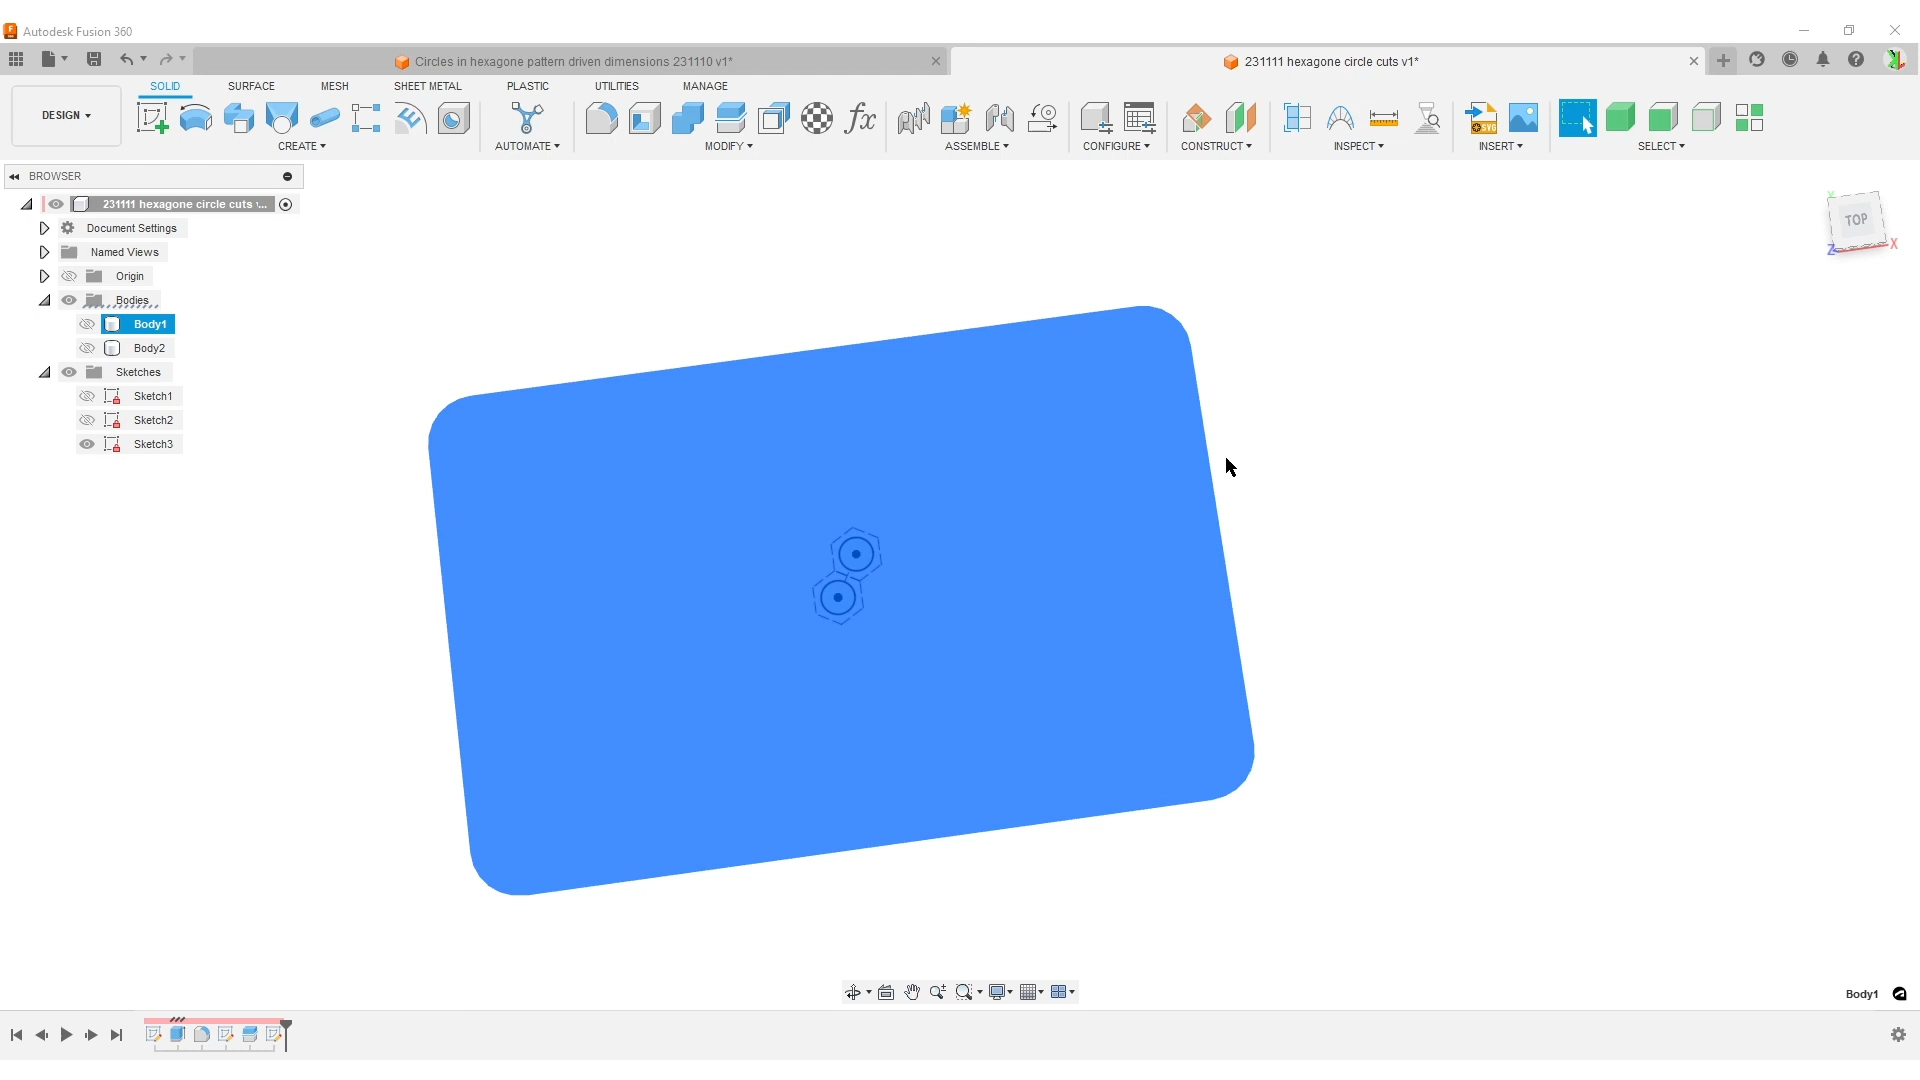 Autodesk Fusion 360
Circles in hexagone pattern driven dimensions 231110 v1*
231111 hexagone circle cuts v1*
DESIGN
SOLID SURFACE MESH SHEET METAL PLASTIC UTILITIES MANAGE
CREATE AUTOMATE MODIFY ASSEMBLE CONFIGURE CONSTRUCT INSPECT INSERT SELECT
fx
SVG
BROWSER
231111 hexagone circle cuts v...
Document Settings
Named Views
Origin
Bodies
Body1
Body2
Sketches
Sketch1
Sketch2
Sketch3
Y
TOP
X
Z
Body1